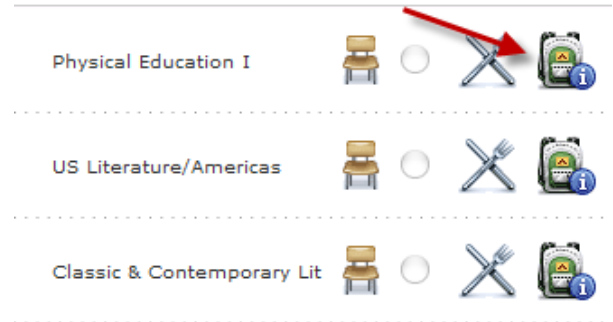 Physical Education I
US Literature/Americas
Classic & Contemporary Lit